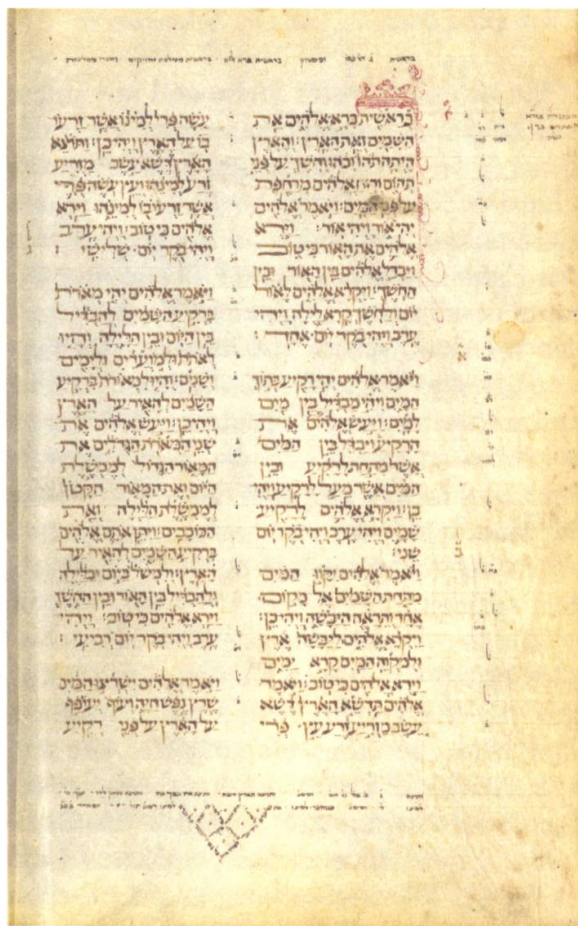 בראשית ברא אלהים את
השמים ואת הארץ׃ והארץ
היתה תהו ובהו וחשך על פני
תהום ורוח אלהים מרחפת
על פני המים׃ ויאמר אלהים
יהי אור ויהי אור׃ וירא
אלהים את האור כי טוב
ויבדל אלהים בין האור ובין
החשך׃ ויקרא אלהים לאור
יום ולחשך קרא לילה ויהי
ערב ויהי בקר יום אחד׃
ויאמר אלהים יהי רקיע בתוך
המים ויהי מבדיל בין מים
למים׃ ויעש אלהים את
הרקיע ויבדל בין המים
אשר מתחת לרקיע ובין
המים אשר מעל לרקיע ויהי
כן׃ ויקרא אלהים לרקיע
שמים ויהי ערב ויהי בקר יום
שני׃
ויאמר אלהים יקוו המים
מתחת השמים אל מקום
אחד ותראה היבשה ויהי כן׃
ויקרא אלהים ליבשה ארץ
ולמקוה המים קרא ימים
וירא אלהים כי טוב׃ ויאמר
אלהים תדשא הארץ דשא
עשב מזריע זרע עץ פרי
עשה פרי למינו אשר זרעו
בו על הארץ ויהי כן׃ ותוצא
הארץ דשא עשב מזריע
זרע למינהו ועץ עשה פרי
אשר זרעו בו למינהו וירא
אלהים כי טוב׃ ויהי ערב
ויהי בקר יום שלישי׃
ויאמר אלהים יהי מארת
ברקיע השמים להבדיל
בין היום ובין הלילה והיו
לאתת ולמועדים ולימים
ושנים׃ והיו למאורת ברקיע
השמים להאיר על הארץ
ויהי כן׃ ויעש אלהים את
שני המארת הגדלים את
המאור הגדול לממשלת
היום ואת המאור הקטן
לממשלת הלילה ואת
הכוכבים׃ ויתן אתם אלהים
ברקיע השמים להאיר על
הארץ׃ ולמשל ביום ובלילה
ולהבדיל בין האור ובין החשך
וירא אלהים כי טוב׃ ויהי
ערב ויהי בקר יום רביעי׃
ויאמר אלהים ישרצו המים
שרץ נפש חיה ועוף יעופף
על הארץ על פני רקיע